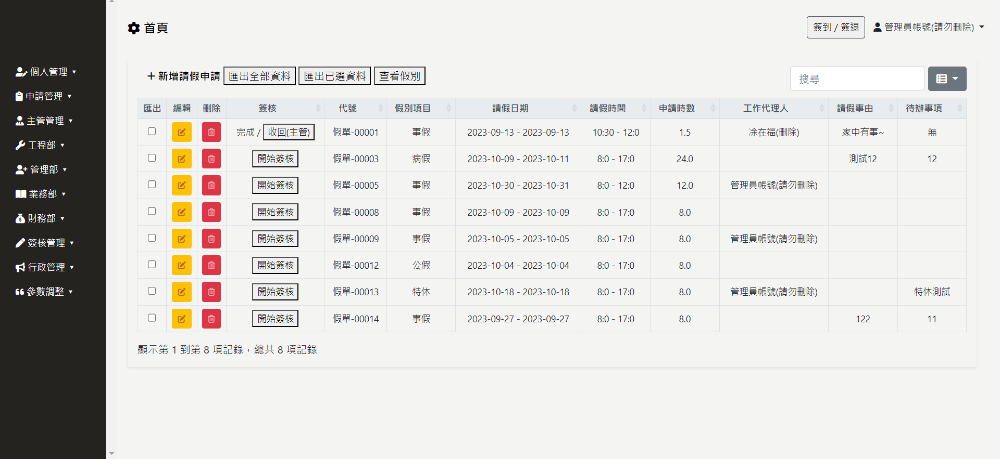 首頁
簽到 / 簽退
管理員帳號(請勿刪除)
個人管理
申請管理
主管管理
工程部
管理部
業務部
財務部
簽核管理
行政管理
參數調整
新增請假申請 匯出全部資料 匯出已選資料 查看假別
搜尋
匯出 編輯 刪除 簽核 代號 假別項目 請假日期 請假時間 申請時數 工作代理人 請假事由 待辦事項
完成 / 收回(主管) 假單-00001 事假 2023-09-13 - 2023-09-13 10:30 - 12:0 1.5 凃在福(刪除) 家中有事~ 無
開始簽核 假單-00003 病假 2023-10-09 - 2023-10-11 8:0 - 17:0 24.0 測試12 12
開始簽核 假單-00005 事假 2023-10-30 - 2023-10-31 8:0 - 12:0 12.0 管理員帳號(請勿刪除)
開始簽核 假單-00008 事假 2023-10-09 - 2023-10-09 8:0 - 17:0 8.0
開始簽核 假單-00009 事假 2023-10-05 - 2023-10-05 8:0 - 17:0 8.0 管理員帳號(請勿刪除)
開始簽核 假單-00012 公假 2023-10-04 - 2023-10-04 8:0 - 17:0 8.0
開始簽核 假單-00013 特休 2023-10-18 - 2023-10-18 8:0 - 17:0 8.0 管理員帳號(請勿刪除) 特休測試
開始簽核 假單-00014 事假 2023-09-27 - 2023-09-27 8:0 - 17:0 8.0 122 11
顯示第 1 到第 8 項記錄，總共 8 項記錄